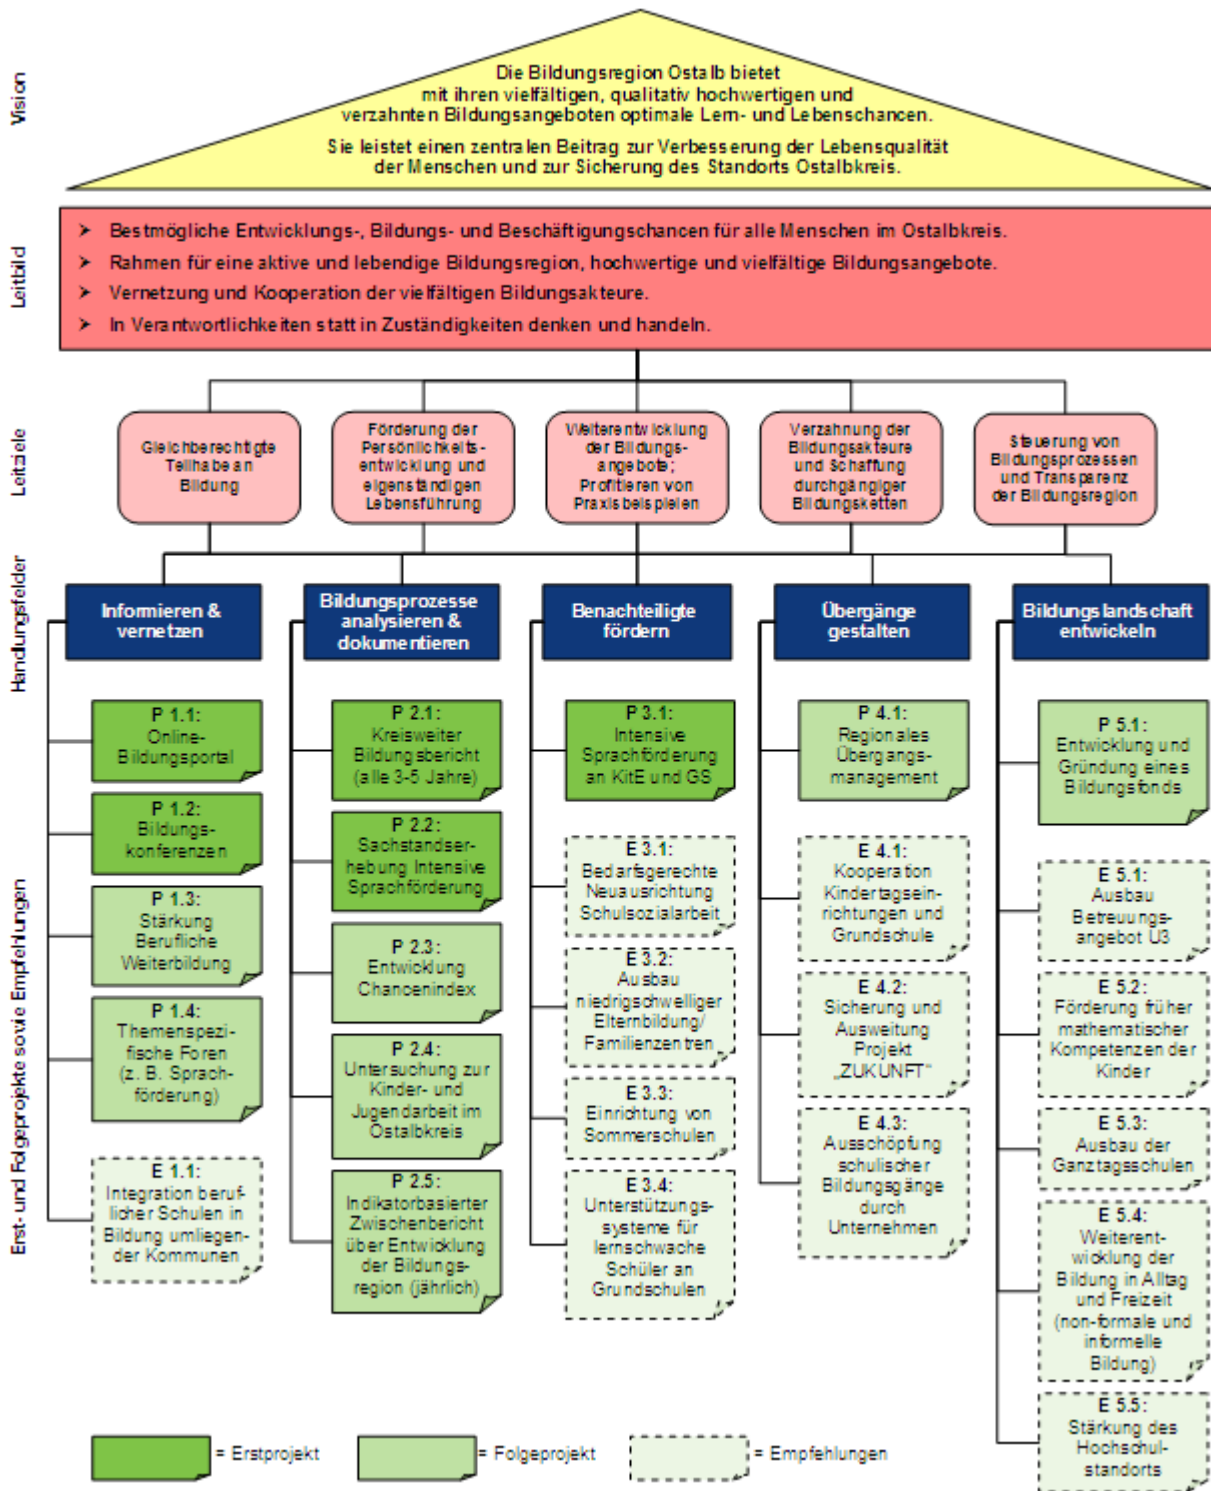 Vision
Die Bildungsregion Ostalb bietet
mit ihren vielfältigen, qualitativ hochwertigen und
verzahnten Bildungsangeboten optimale Lern- und Lebenschancen.
Sie leistet einen zentralen Beitrag zur Verbesserung der Lebensqualität
der Menschen und zur Sicherung des Standorts Ostalbkreis.
Leitbild
➢ Bestmögliche Entwicklungs-, Bildungs- und Beschäftigungschancen für alle Menschen im Ostalbkreis.
➢ Rahmen für eine aktive und lebendige Bildungsregion, hochwertige und vielfältige Bildungsangebote.
➢ Vernetzung und Kooperation der vielfältigen Bildungsakteure.
➢ In Verantwortlichkeiten statt in Zuständigkeiten denken und handeln.
Leitziele
Gleichberechtigte
Teilhabe an
Bildung
Förderung der
Persönlichkeits-
entwicklung und
eigenständigen
Lebensführung
Weiterentwicklung
der Bildungs-
angebote;
Profitieren von
Praxisbeispielen
Verzahnung der
Bildungsakteure
und Schaffung
durchgängiger
Bildungsketten
Steuerung von
Bildungsprozessen
und Transparenz
der Bildungsregion
Handlungsfelder
Informieren &
vernetzen
Bildungsprozesse
analysieren &
dokumentieren
Benachteiligte
fördern
Übergänge
gestalten
Bildungslandschaft
entwickeln
Erst- und Folgeprojekte sowie Empfehlungen
P 1.1:
Online-
Bildungsportal
P 1.2:
Bildungs-
konferenzen
P 1.3:
Stärkung
Berufliche
Weiterbildung
P 1.4:
Themenspezi-
fische Foren
(z. B. Sprach-
förderung)
E 1.1:
Integration beruf-
licher Schulen in
Bildung umliegen-
der Kommunen
P 2.1:
Kreisweiter
Bildungsbericht
(alle 3-5 Jahre)
P 2.2:
Sachstandser-
hebung Intensive
Sprachförderung
P 2.3:
Entwicklung
Chancenindex
P 2.4:
Untersuchung zur
Kinder- und
Jugendarbeit im
Ostalbkreis
P 2.5:
Indikatorbasierter
Zwischenbericht
über Entwicklung
der Bildungs-
region (jährlich)
P 3.1:
Intensive
Sprachförderung
an KitE und GS
E 3.1:
Bedarfsgerechte
Neuausrichtung
Schulsozialarbeit
E 3.2:
Ausbau
niedrigschwelliger
Elternbildung/
Familienzentren
E 3.3:
Einrichtung von
Sommerschulen
E 3.4:
Unterstützungs-
systeme für
lernschwache
Schüler an
Grundschulen
P 4.1:
Regionales
Übergangs-
management
E 4.1:
Kooperation
Kindertagsein-
richtungen und
Grundschule
E 4.2:
Sicherung und
Ausweitung
Projekt
„ZUKUNFT“
E 4.3:
Ausschöpfung
schulischer
Bildungsgänge
durch
Unternehmen
P 5.1:
Entwicklung und
Gründung eines
Bildungsfonds
E 5.1:
Ausbau
Betreuungs-
angebot U3
E 5.2:
Förderung früher
mathematischer
Kompetenzen der
Kinder
E 5.3:
Ausbau der
Ganztagsschulen
E 5.4:
Weiterent-
wicklung der
Bildung in Alltag
und Freizeit
(non-formale und
informelle
Bildung)
E 5.5:
Stärkung des
Hochschul-
standorts
= Erstprojekt
= Folgeprojekt
= Empfehlungen